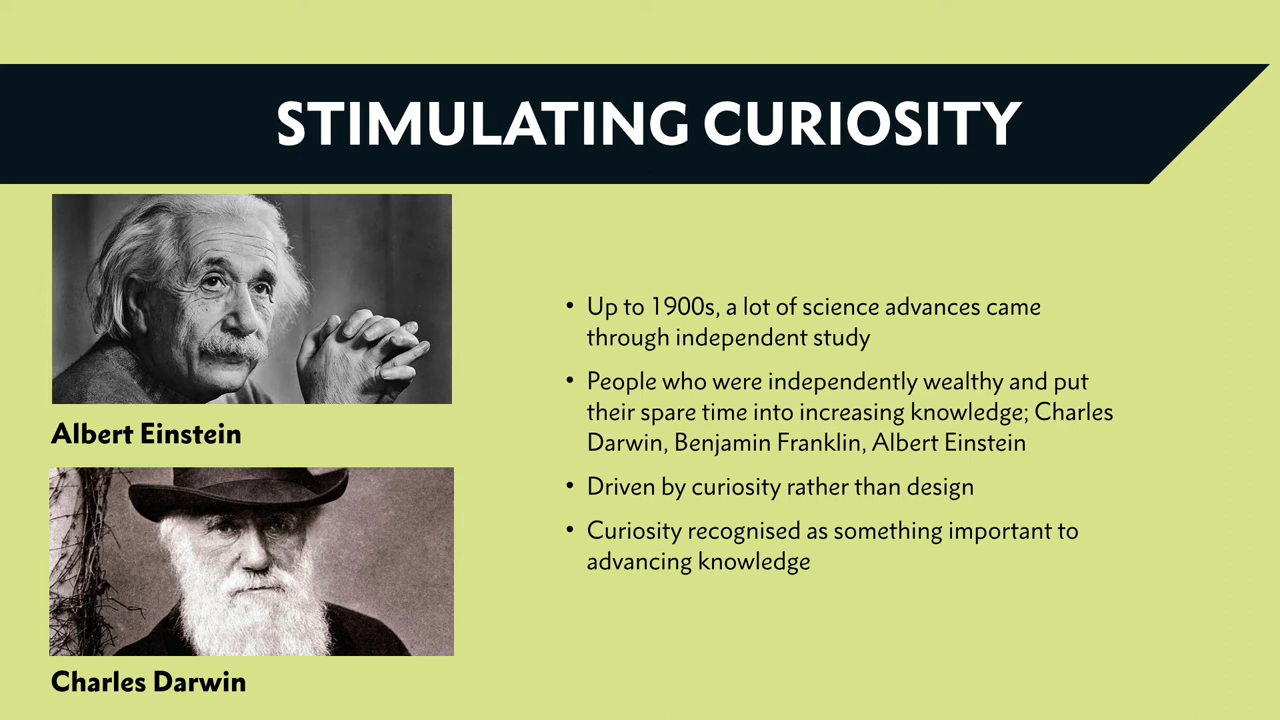 STIMULATING CURIOSITY
Albert Einstein
Charles Darwin
• Up to 1900s, a lot of science advances came
through independent study
• People who were independently wealthy and put
their spare time into increasing knowledge; Charles
Darwin, Benjamin Franklin, Albert Einstein
• Driven by curiosity rather than design
• Curiosity recognised as something important to
advancing knowledge